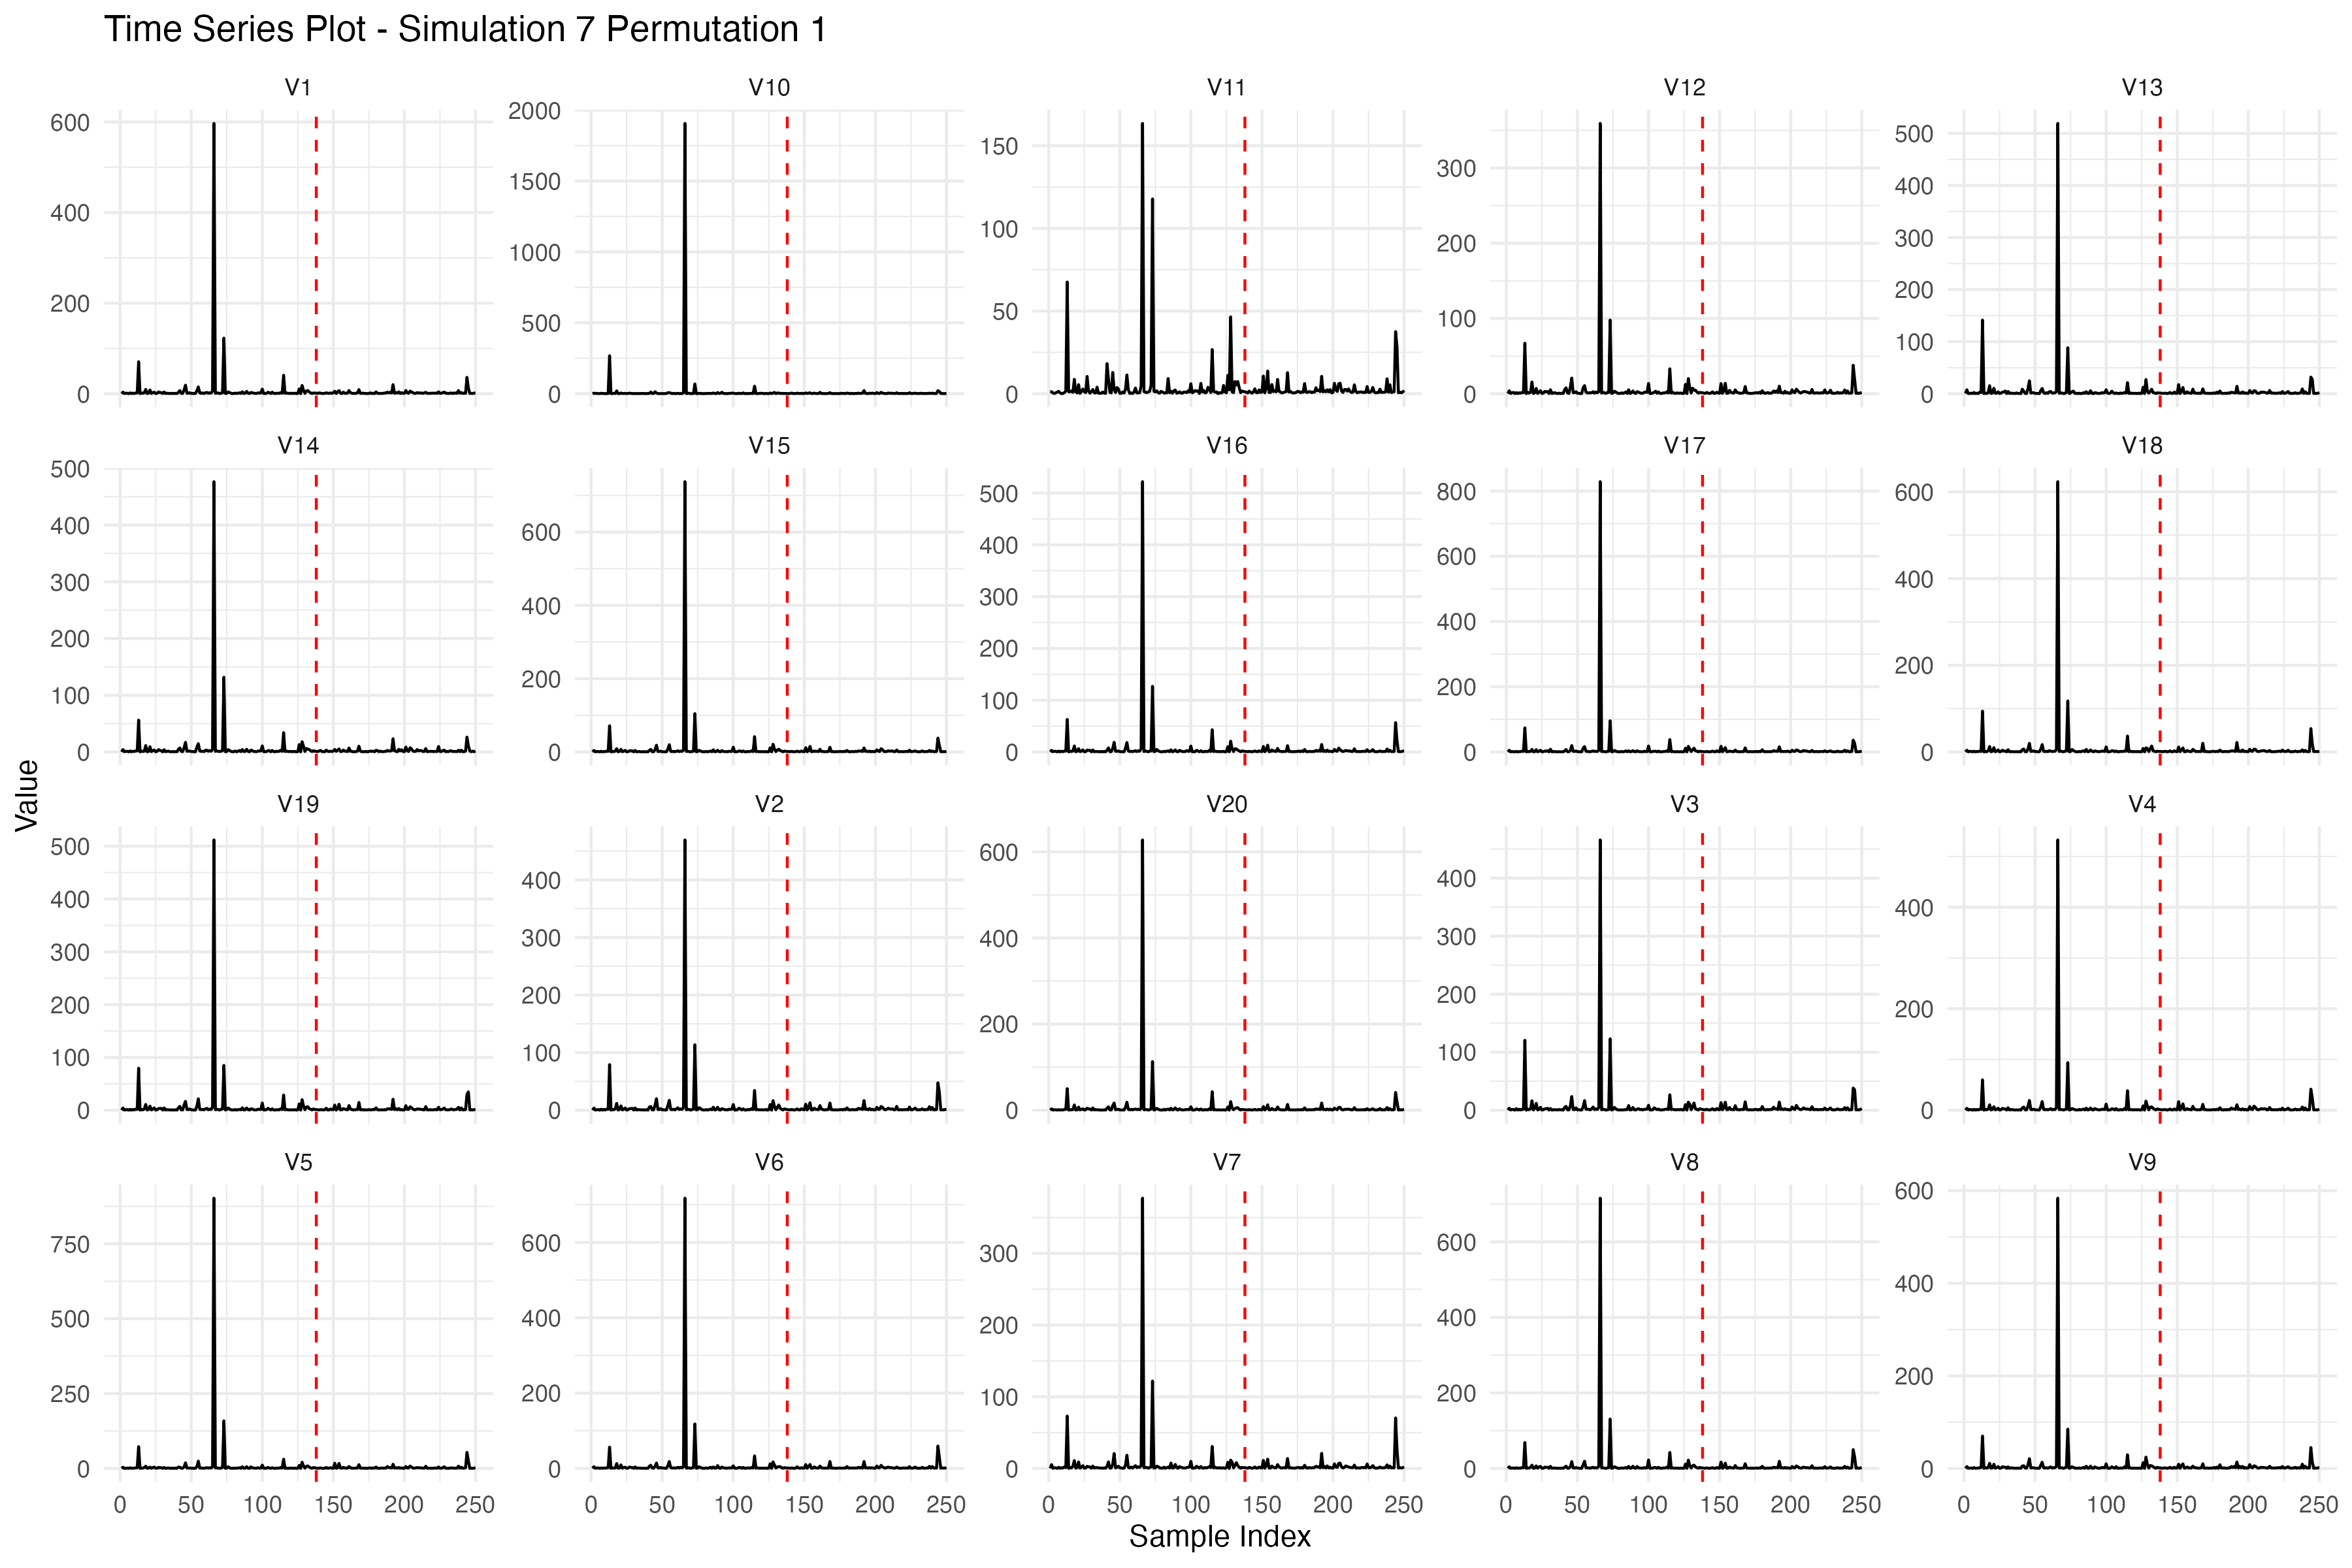 Time Series Plot - Simulation 7 Permutation 1
V1 V10 V11 V12 V13
600 400 200 0
2000 1500 1000 500 0
150 100 50 0
300 200 100 0
500 400 300 200 100 0
V14 V15 V16 V17 V18
500 400 300 200 100 0
600 400 200 0
500 400 300 200 100 0
800 600 400 200 0
600 400 200 0
Value
V19 V2 V20 V3 V4
500 400 300 200 100 0
400 300 200 100 0
600 400 200 0
400 300 200 100 0
400 200 0
V5 V6 V7 V8 V9
750 500 250 0
600 400 200 0
300 200 100 0
600 400 200 0
600 400 200 0
0 50 100 150 200 250 0 50 100 150 200 250 0 50 100 150 200 250 0 50 100 150 200 250 0 50 100 150 200 250
Sample Index